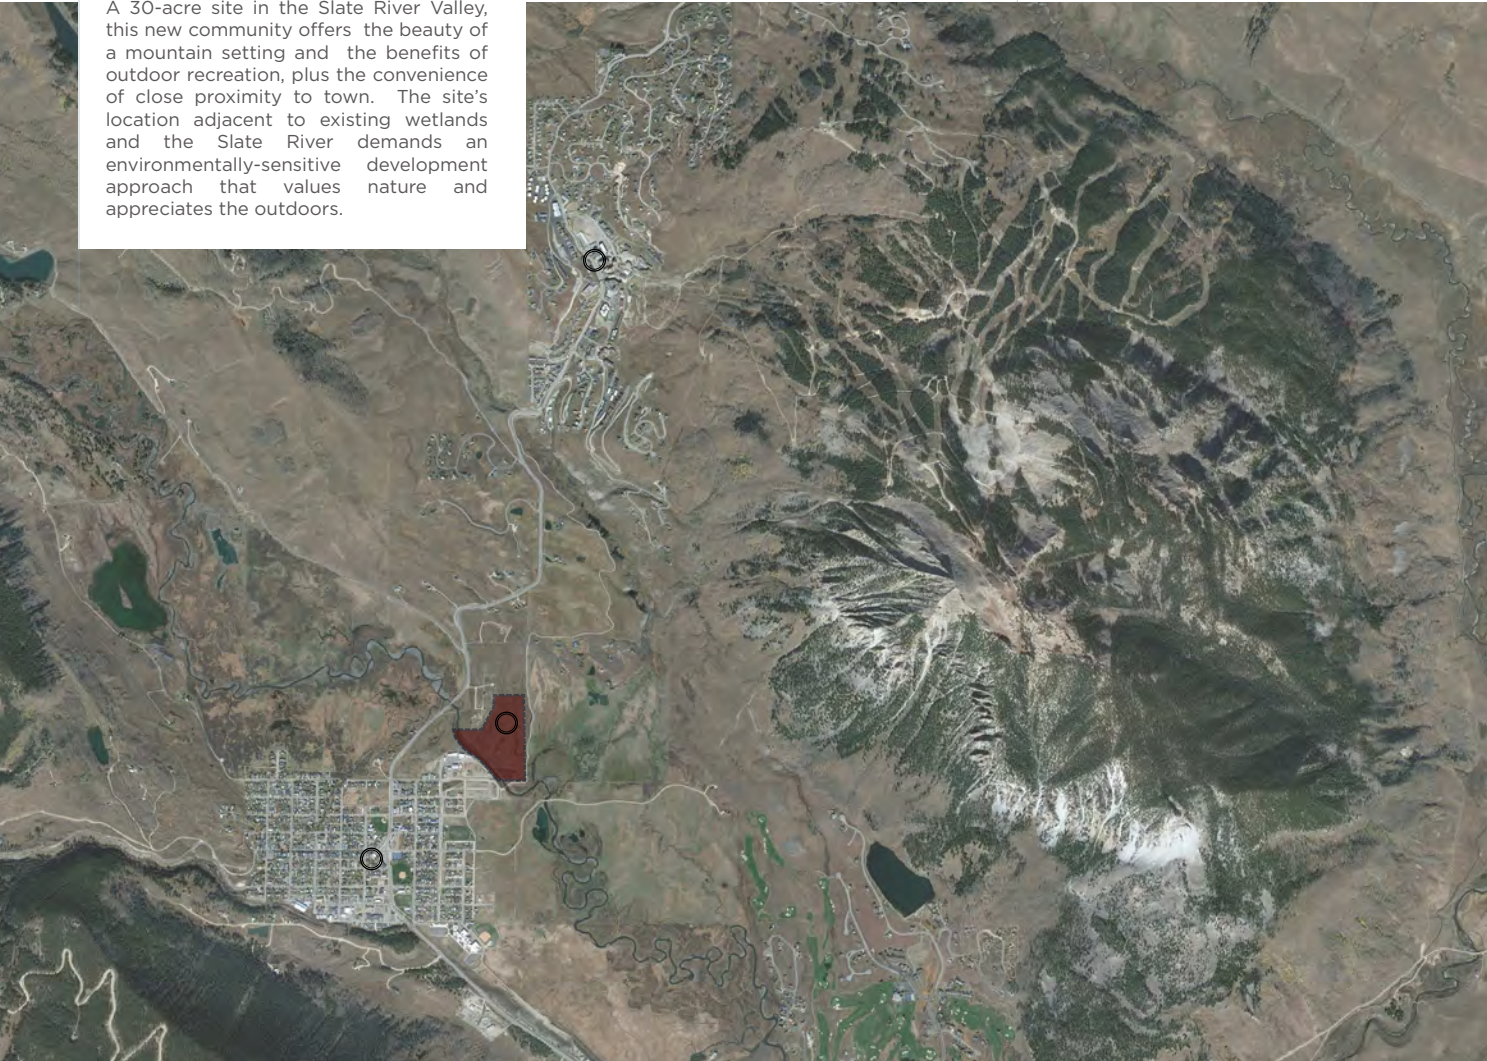 A 30-acre site in the Slate River Valley,
this new community offers the beauty of
a mountain setting and the benefits of
outdoor recreation, plus the convenience
of close proximity to town. The site's
location adjacent to existing wetlands
and the Slate River demands an
environmentally-sensitive development
approach that values nature and
appreciates the outdoors.